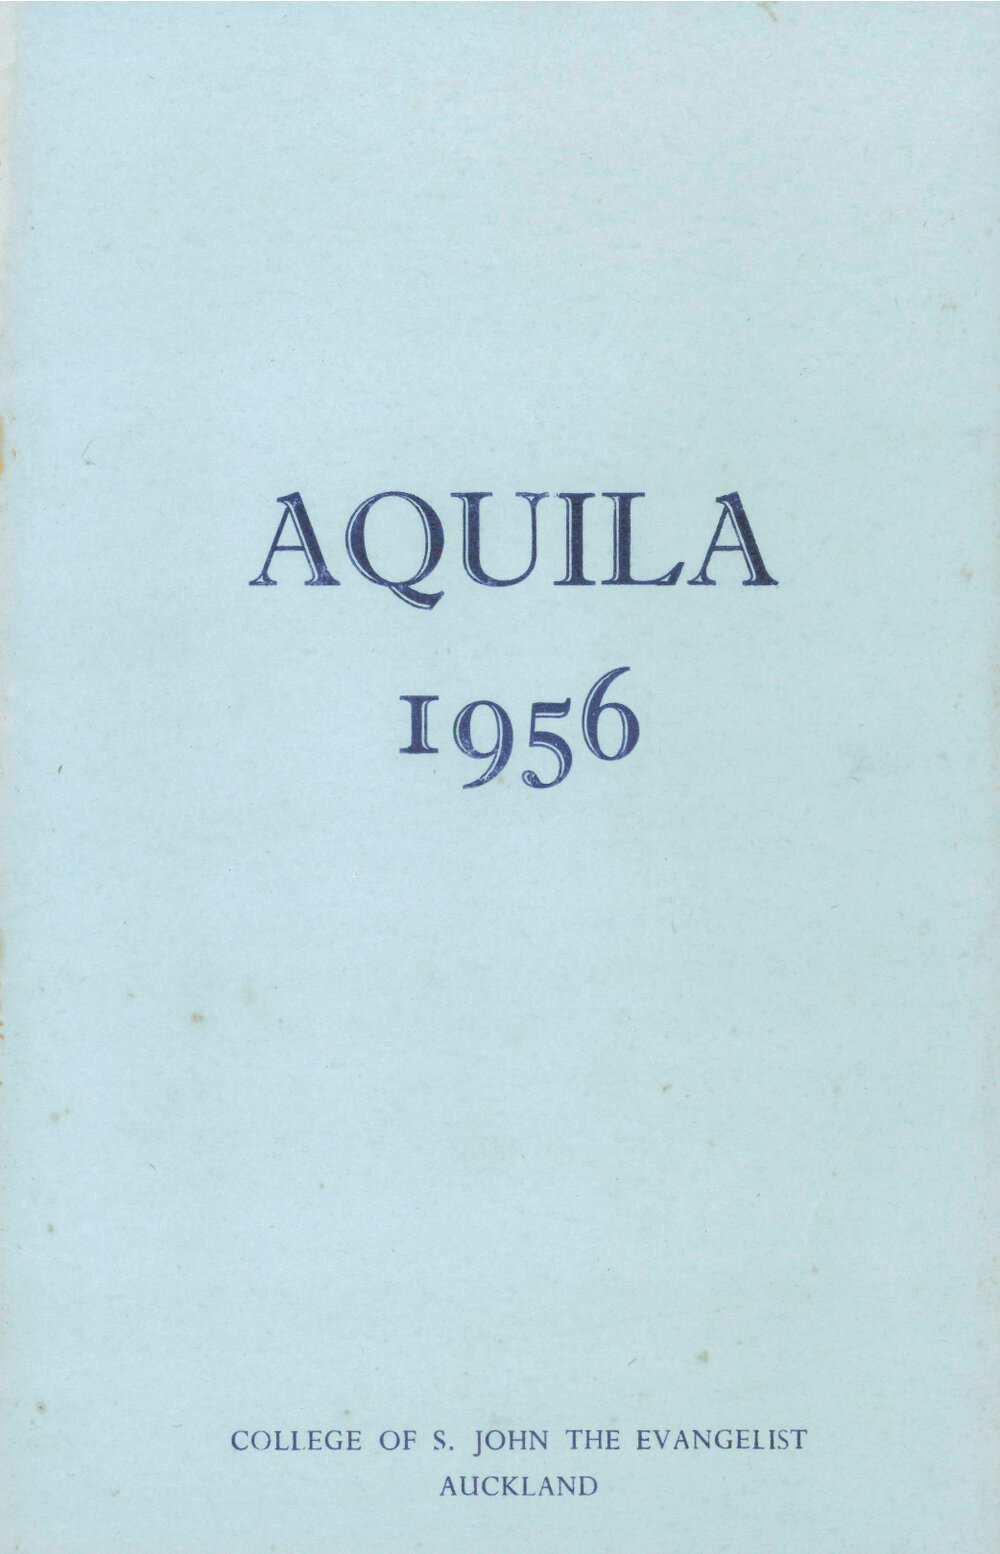 AQUILA
1956
COLLEGE OF S. JOHN THE EVANGELIST
AUCKLAND